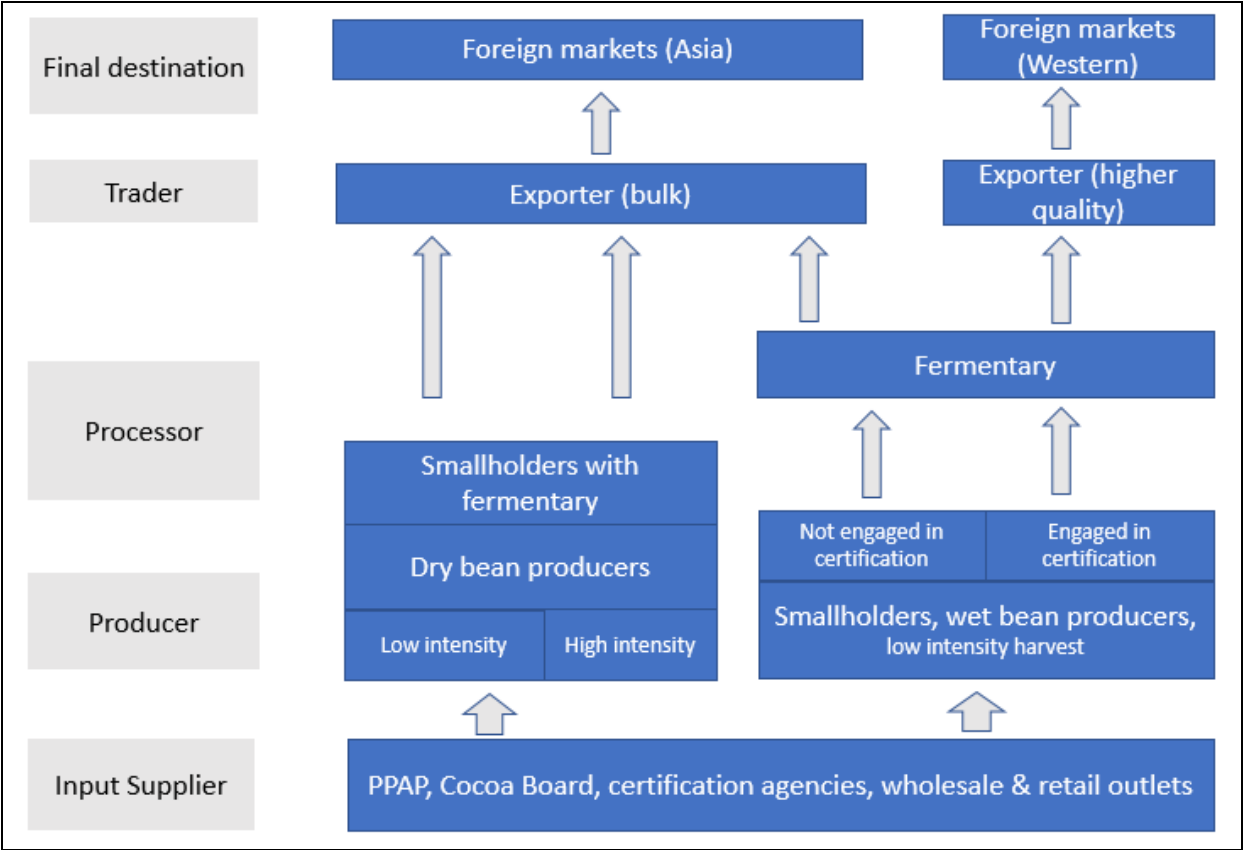 Final destination
Foreign markets (Asia)
Foreign markets
(Western)
Trader
Exporter (bulk)
Exporter (higher
quality)
Processor
Fermentary
Smallholders with
fermentary
Not engaged in
certification
Engaged in
certification
Dry bean producers
Producer
Smallholders, wet bean producers,
low intensity harvest
Low intensity
High intensity
Input Supplier
PPAP, Cocoa Board, certification agencies, wholesale & retail outlets